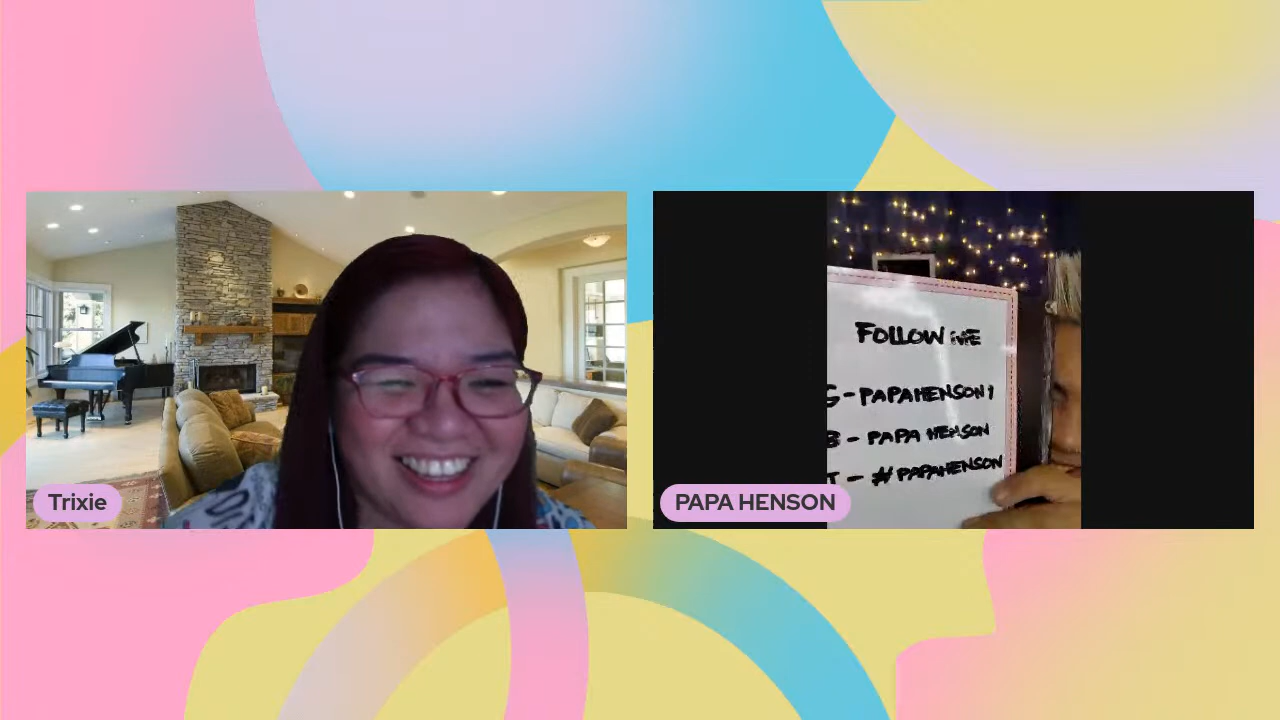 FOLLOW ME
G-PAPAHENSON1
B - PAPA HENSON
T - #PAPAHENSON
Trixie
PAPA HENSON